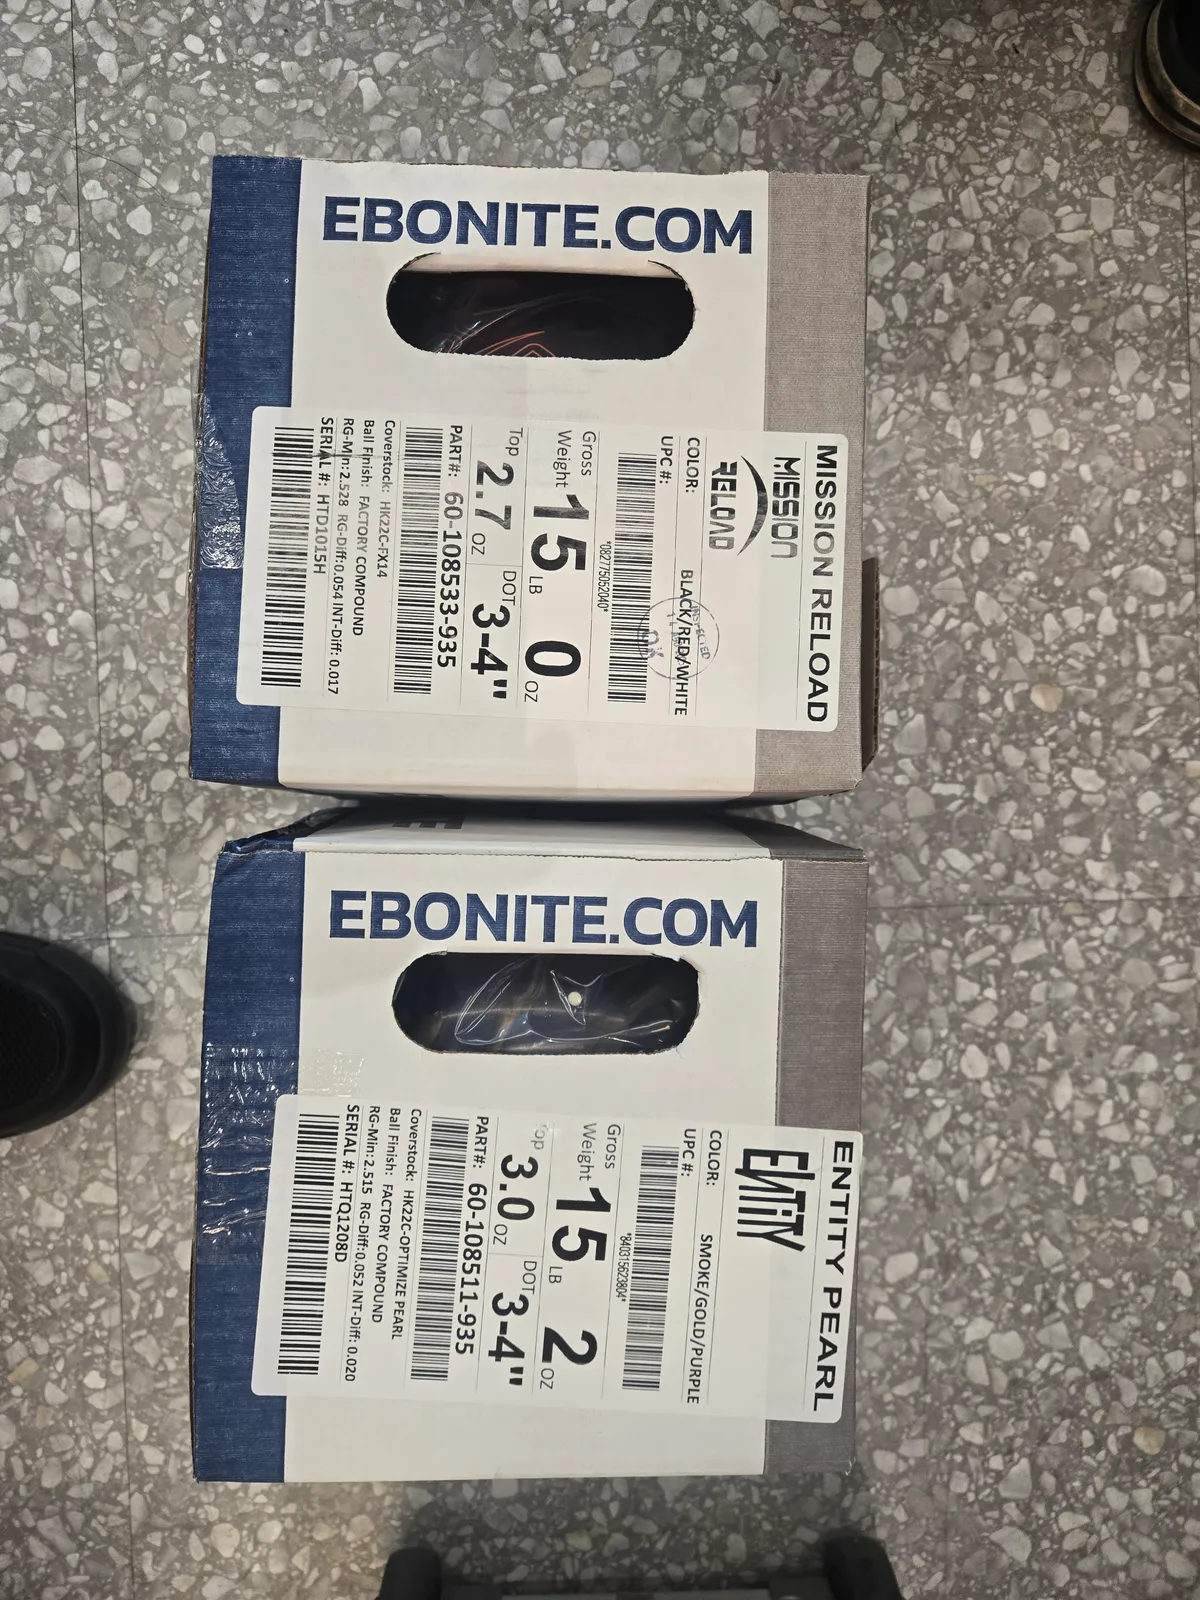 EBONITE.COM
MISSION RELOAD
MISSION
RELOAD
COLOR: BLACK/RED/WHITE
INSPECTED
UPC #:
*082775052040*
Gross Weight 15 LB 0 OZ
Top 2.7 OZ DOT 3-4"
PART#: 60-108533-935
Coverstock: HK22C-FX14
Ball Finish: FACTORY COMPOUND
RG-Min:2.528 RG-Diff:0.054 INT-Diff: 0.017
SERIAL #: HTD1015H
EBONITE.COM
ENTITY PEARL
ENTITY
COLOR: SMOKE/GOLD/PURPLE
UPC #:
*840315623804*
Gross Weight 15 LB 2 OZ
Top 3.0 OZ DOT 3-4"
PART#: 60-108511-935
Coverstock: HK22C-OPTIMIZE PEARL
Ball Finish: FACTORY COMPOUND
RG-Min:2.515 RG-Diff:0.052 INT-Diff: 0.020
SERIAL #: HTQ1208D